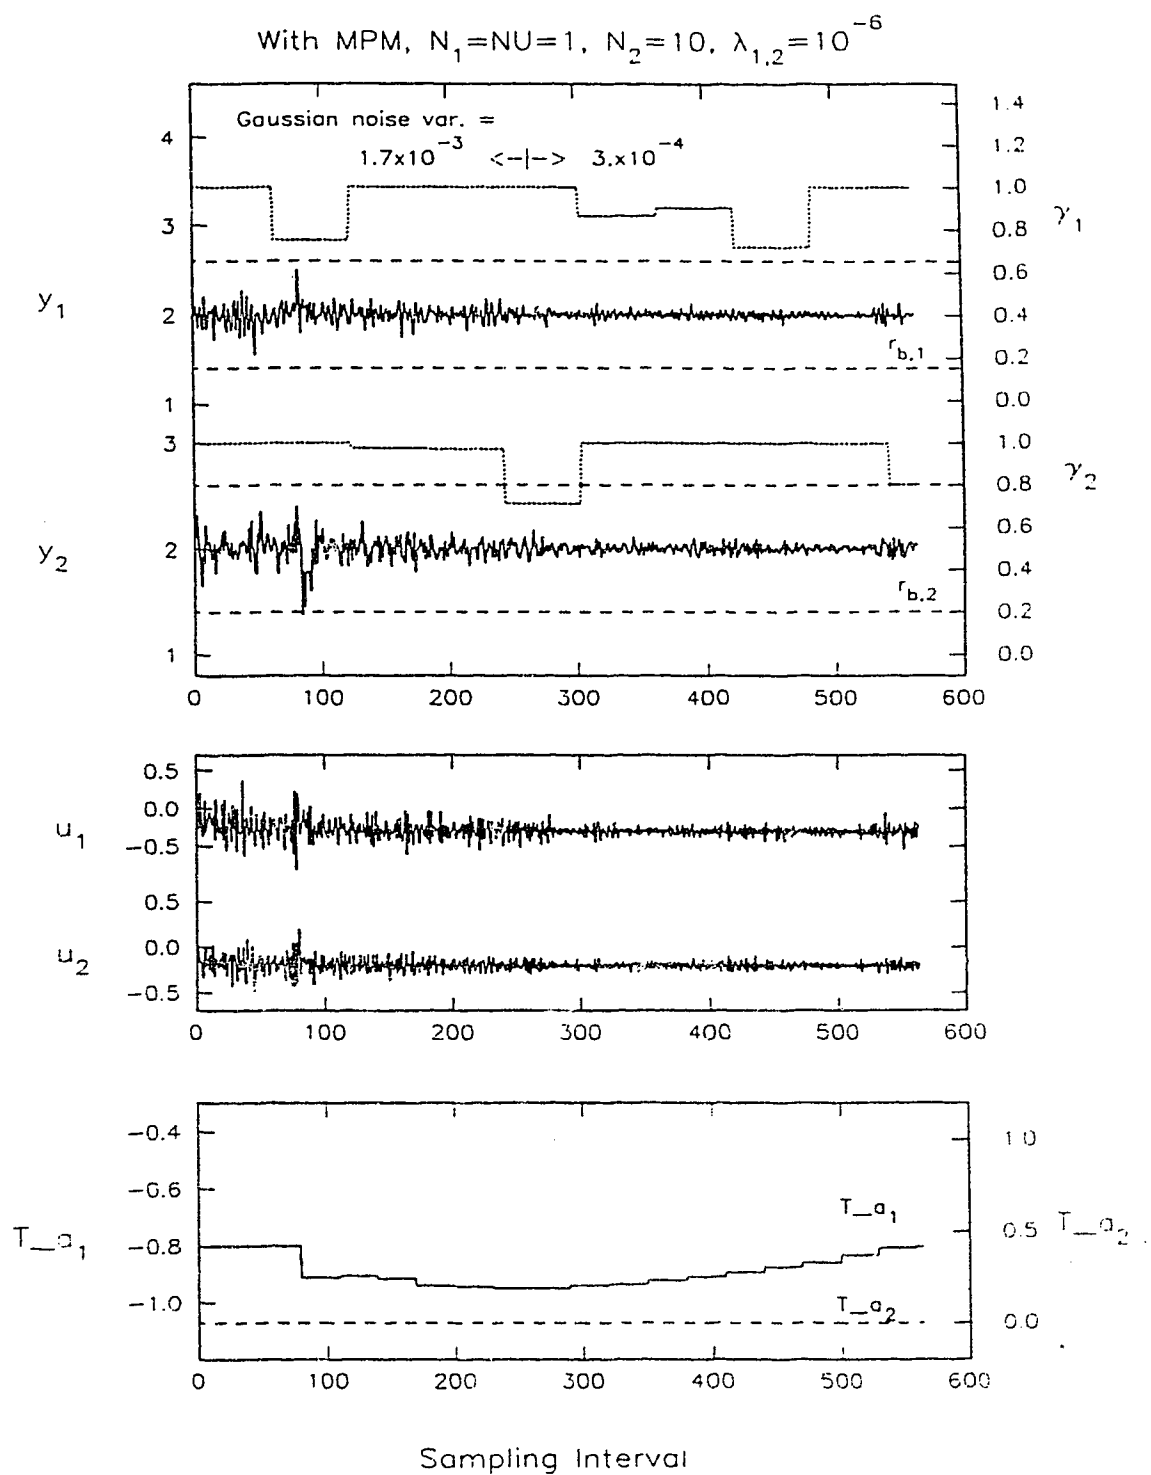 With MPM, N₁=NU=1, N₂=10, λ₁,₂=10⁻⁶
Gaussian noise var. =
1.7x10⁻³ <-|-> 3.x10⁻⁴
4
3
2
1
3
2
1
y₁
y₂
1.4
1.2
1.0
0.8
0.6
0.4
0.2
0.0
1.0
0.8
0.6
0.4
0.2
0.0
γ₁
γ₂
r_b,1
r_b,2
0 100 200 300 400 500 600
0.5
0.0
-0.5
0.5
0.0
-0.5
u₁
u₂
0 100 200 300 400 500 600
-0.4
-0.6
-0.8
-1.0
T_a₁
T_a₁
T_a₂
1.0
0.5
0.0
T_a₂
0 100 200 300 400 500 600
Sampling Interval